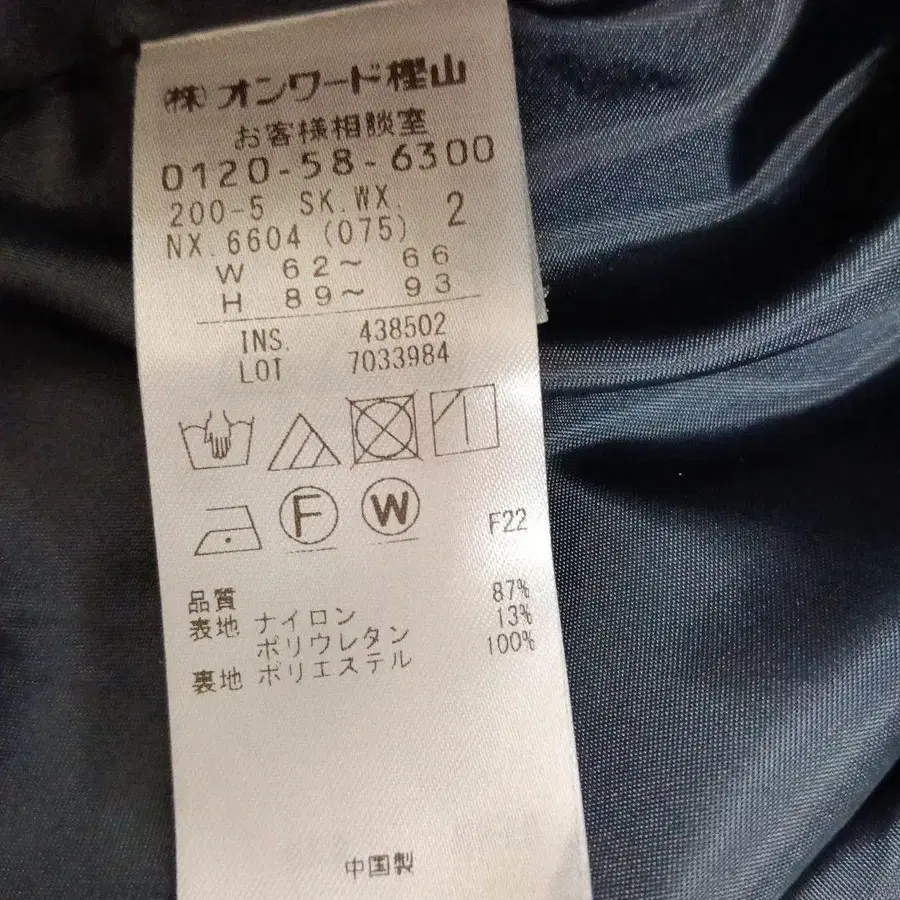 ㈱オンワード樫山
お客様相談室
0120-58-6300
200-5 SK.WX. 2
NX.6604(075)
W 62～ 66
H 89～ 93
INS. 438502
LOT 7033984
F W F22
品質
表地 ナイロン 87%
ポリウレタン 13%
裏地 ポリエステル 100%
中国製